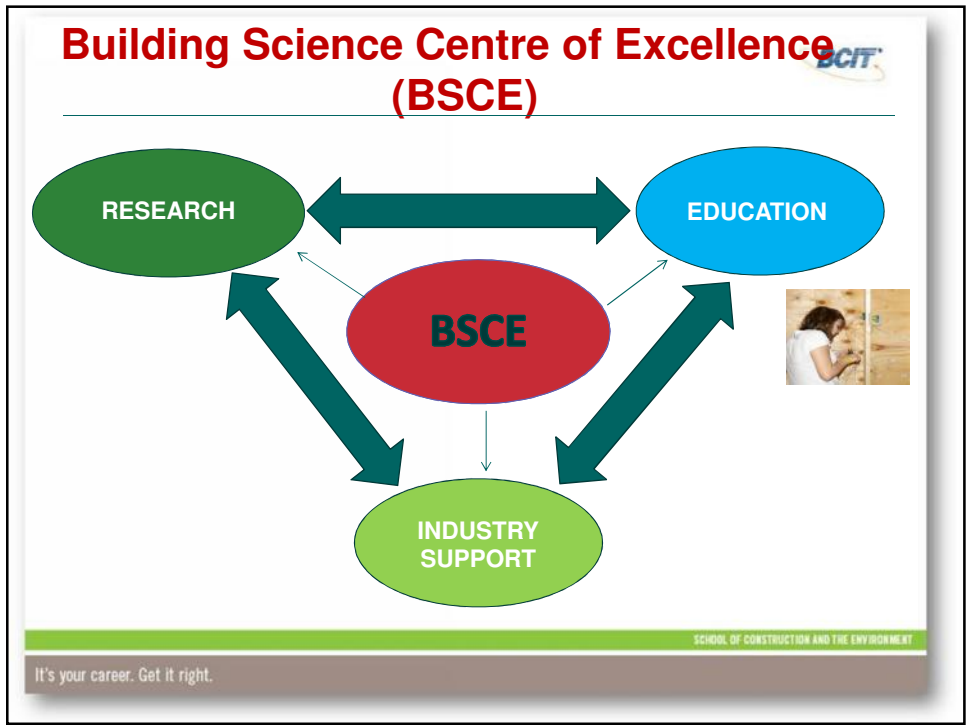 Building Science Centre of Excellence
(BSCE)
BCIT
RESEARCH
EDUCATION
BSCE
INDUSTRY
SUPPORT
SCHOOL OF CONSTRUCTION AND THE ENVIRONMENT
It's your career. Get it right.